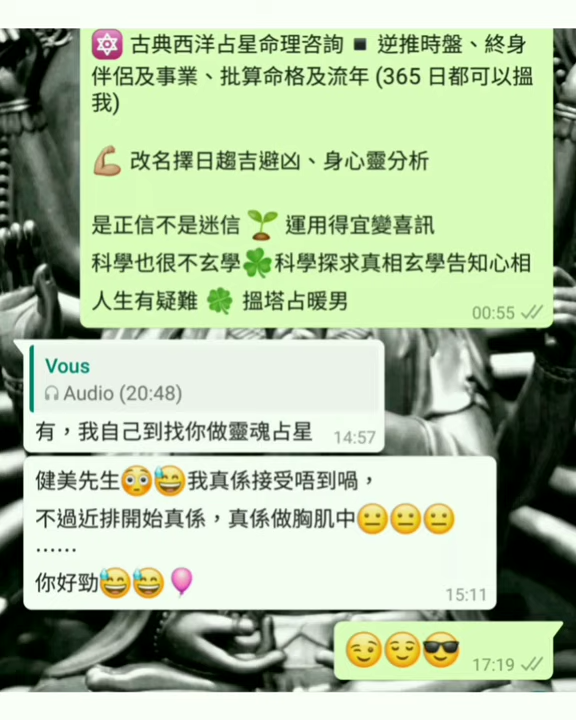 🔯 古典西洋占星命理咨詢 ▪ 逆推時盤、終身
伴侶及事業、批算命格及流年 (365 日都可以搵
我)
💪 改名擇日趨吉避凶、身心靈分析
是正信不是迷信 🌱 運用得宜變喜訊
科學也很不玄學🍀科學探求真相玄學告知心相
人生有疑難 🍀 搵塔占暖男
00:55
Vous
Audio (20:48)
有，我自己到找你做靈魂占星
14:57
健美先生😳😅我真係接受唔到喎，
不過近排開始真係，真係做胸肌中😐😐😐
⋯⋯
你好勁😅😅🎈
15:11
😉😌😎
17:19